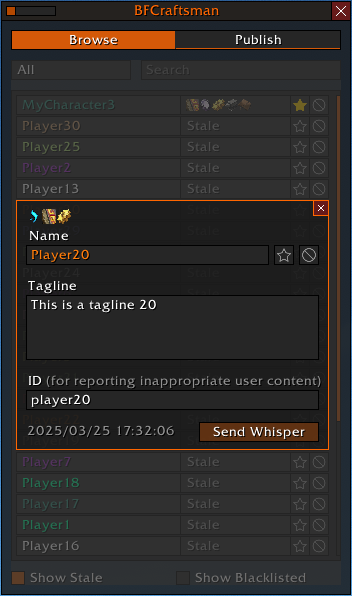 BFCraftsman
Browse Publish
All Search
MyCharacter3
Player30 Stale
Player25 Stale
Player2 Stale
Player13 Stale
Name
Player20
Tagline
This is a tagline 20
ID (for reporting inappropriate user content)
player20
2025/03/25 17:32:06 Send Whisper
Player7 Stale
Player18 Stale
Player17 Stale
Player1 Stale
Player16 Stale
Show Stale Show Blacklisted